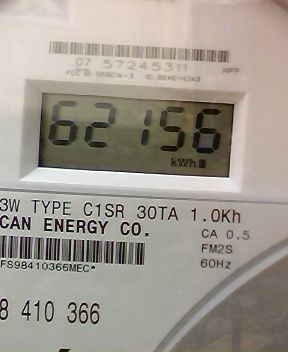 07 57245311
62156
kWh
3W TYPE C1SR 30TA 1.0Kh
CAN ENERGY CO.
CA 0.5
FM2S
FS98410366MEC*
60Hz
8 410 366